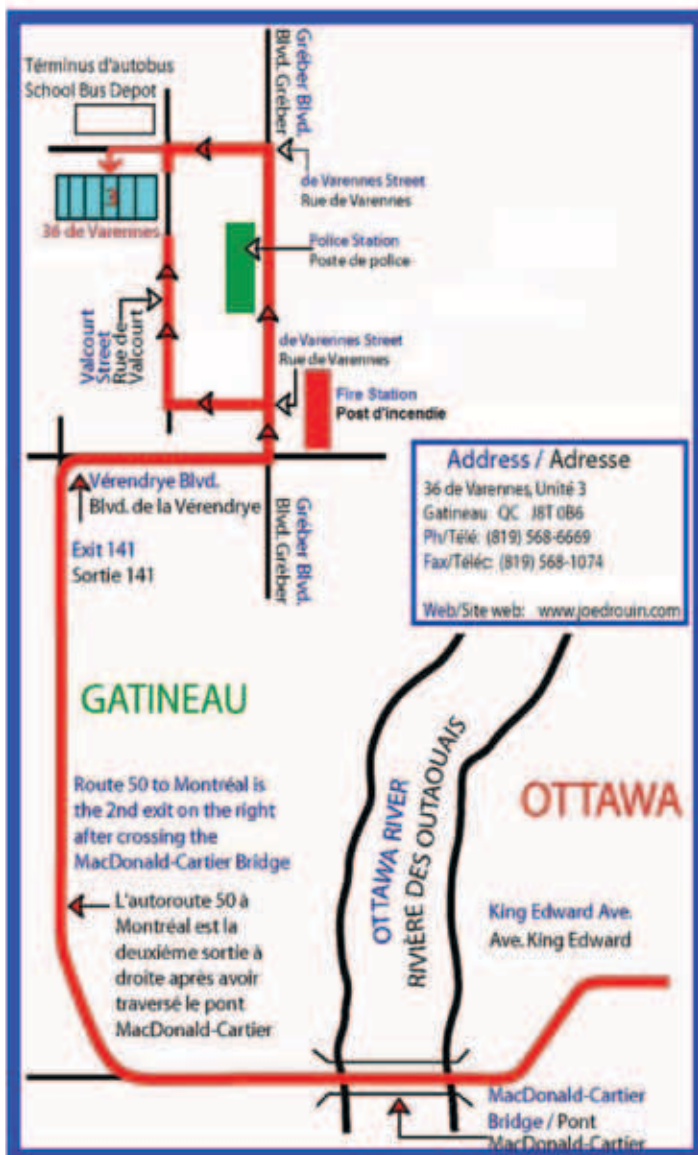 Términus d'autobus
School Bus Depot
Gréber Blvd.
Blvd. Gréber
de Varennes Street
Rue de Varennes
3
36 de Varennes
Police Station
Poste de police
Valcourt
Street
Rue de
Valcourt
de Varennes Street
Rue de Varennes
Fire Station
Post d'incendie
Vérendrye Blvd.
Blvd. de la Vérendrye
Gréber Blvd.
Blvd. Gréber
Exit 141
Sortie 141
Address / Adresse
36 de Varennes, Unité 3
Gatineau QC J8T 0B6
Ph/Télé: (819) 568-6669
Fax/Téléc: (819) 568-1074
Web/Site web: www.joedrouin.com
GATINEAU
Route 50 to Montréal is
the 2nd exit on the right
after crossing the
MacDonald-Cartier Bridge
L'autoroute 50 à
Montréal est la
deuxiéme sortie à
droite après avoir
traversé le pont
MacDonald-Cartier
OTTAWA RIVER
RIVIÈRE DES OUTAOUAIS
OTTAWA
King Edward Ave.
Ave. King Edward
MacDonald-Cartier
Bridge / Pont
MacDonald-Cartier